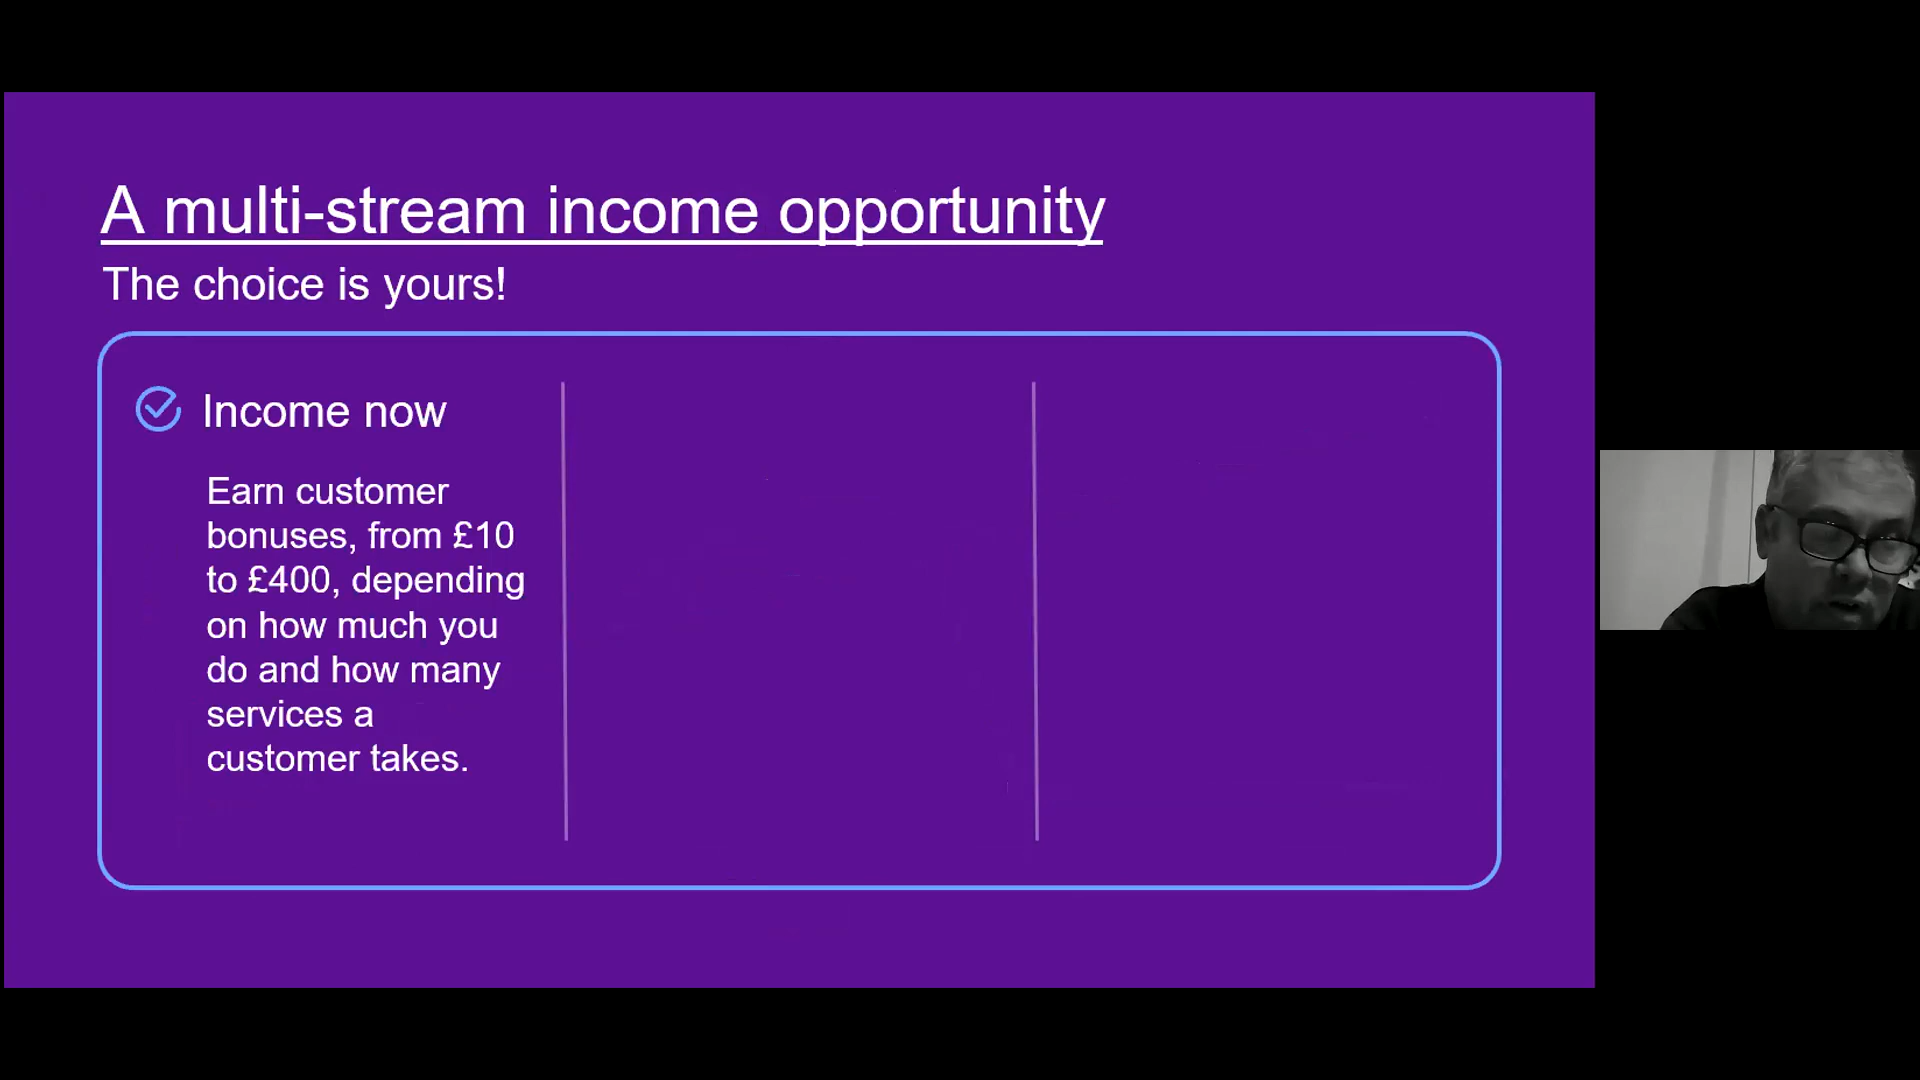 A multi-stream income opportunity
The choice is yours!
Income now
Earn customer
bonuses, from £10
to £400, depending
on how much you
do and how many
services a
customer takes.